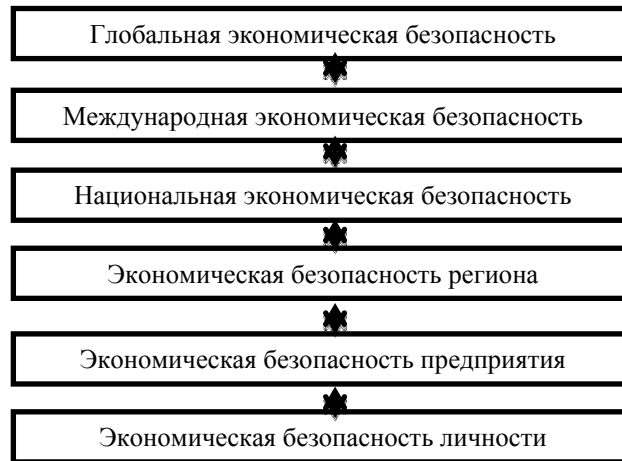 Глобальная экономическая безопасность
Международная экономическая безопасность
Национальная экономическая безопасность
Экономическая безопасность региона
Экономическая безопасность предприятия
Экономическая безопасность личности